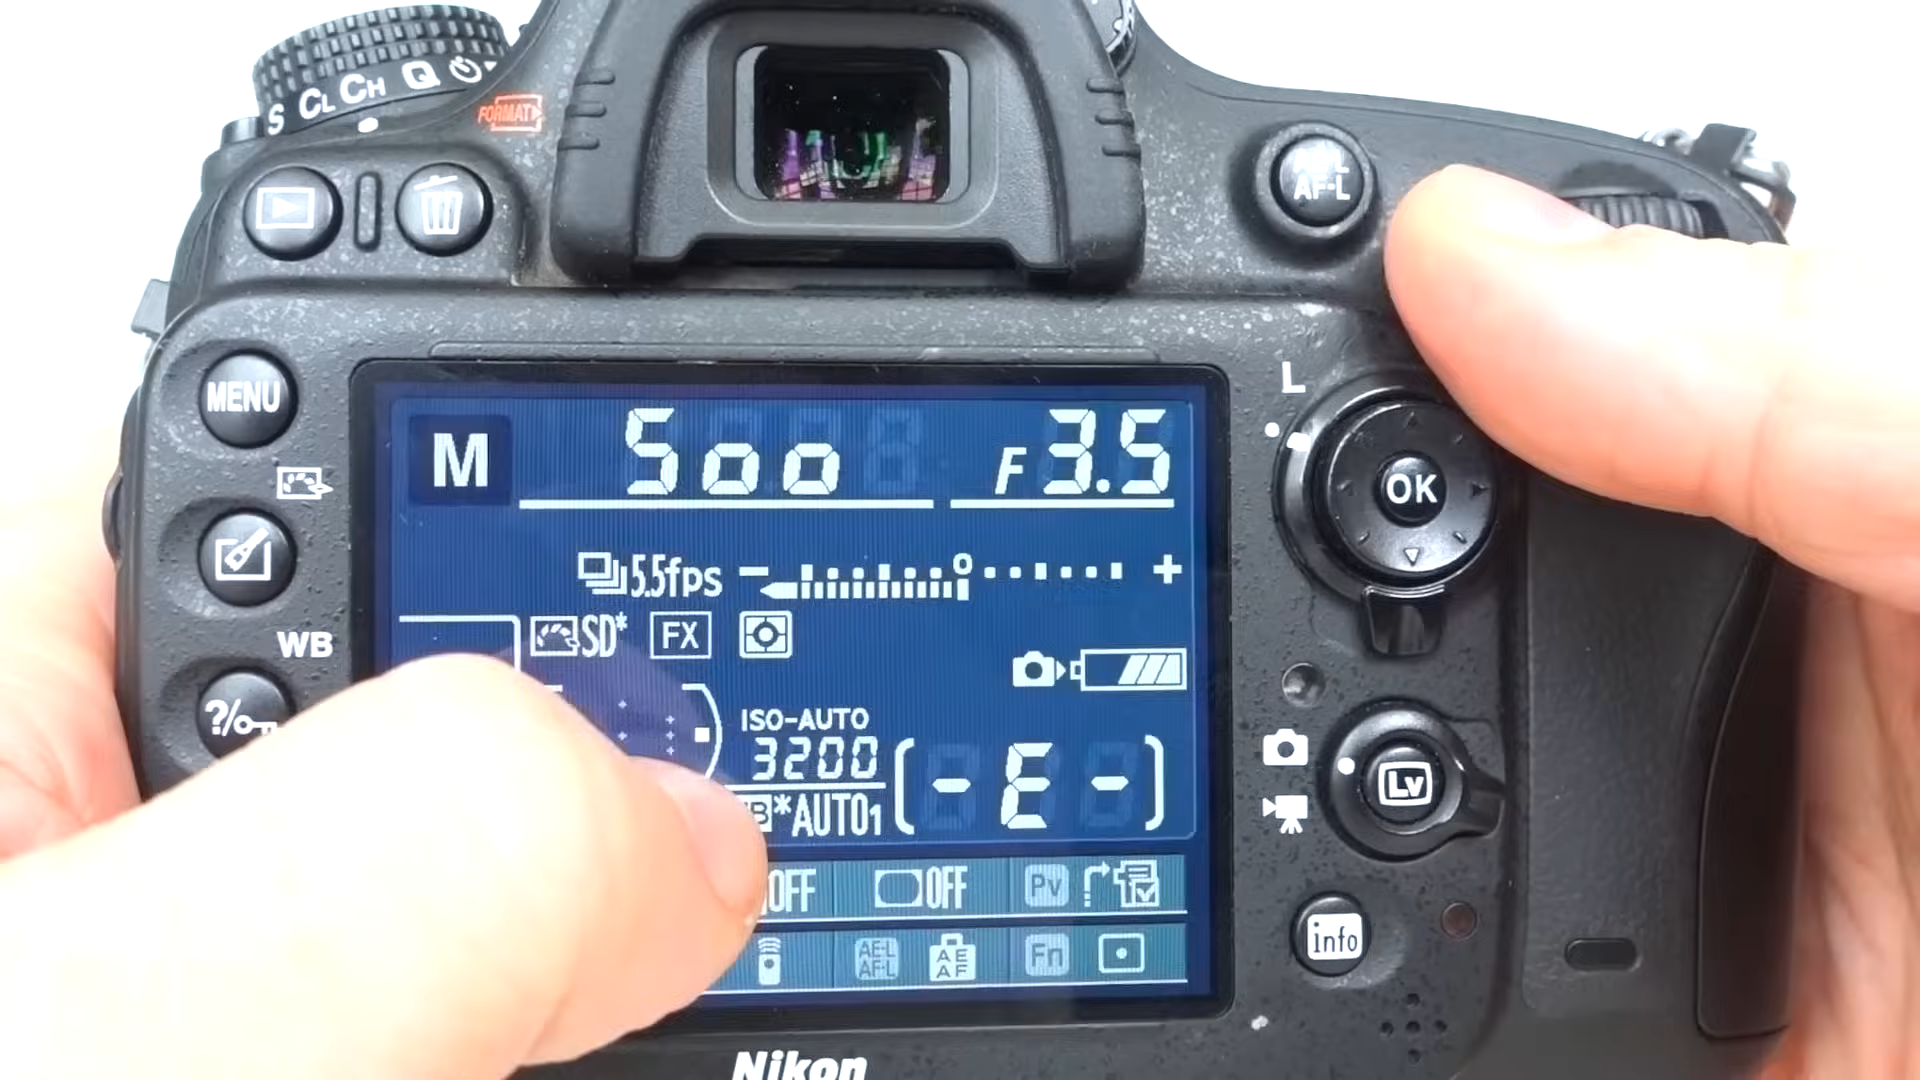 S CL CH Q
FORMAT
AF-L
MENU
L
M 500 F3.5
OK
5.5fps - 0 +
SD* FX
WB
?/
ISO-AUTO
3200
(-E-)
B*AUTO1
Lv
OFF OFF Pv
info
AE-L
AF-L
AE
AF
Fn
Nikon